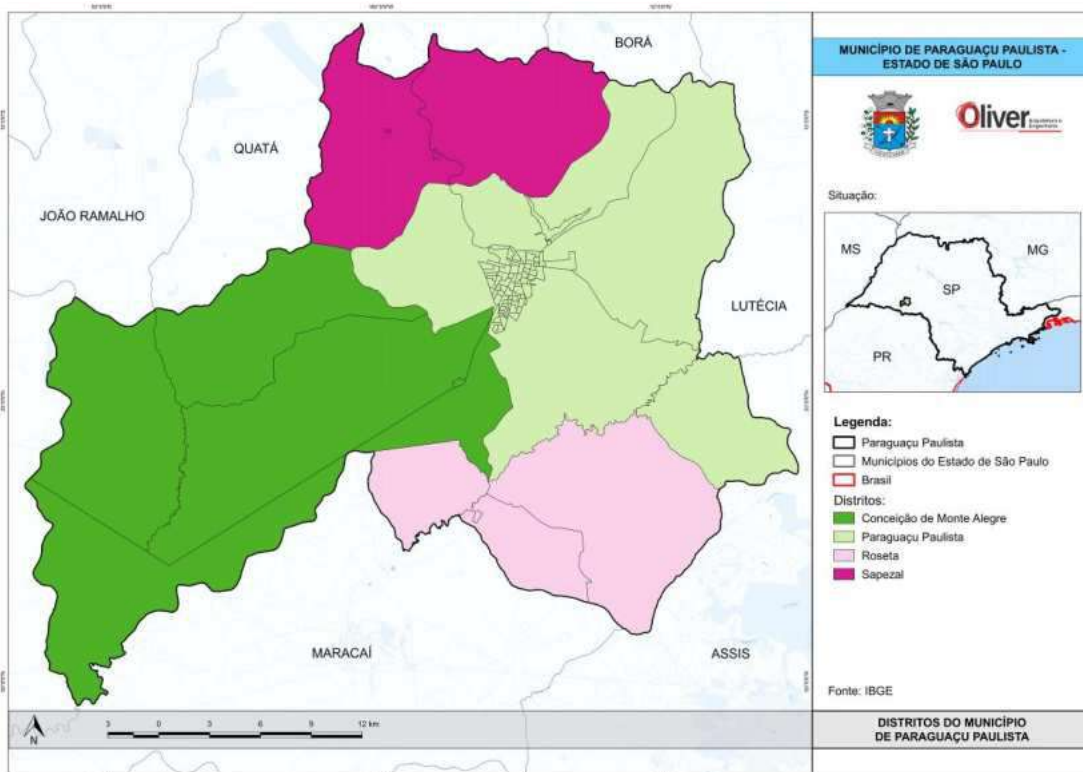 BORÁ
QUATÁ
JOÃO RAMALHO
LUTÉCIA
MARACAÍ
ASSIS
N
3 0 3 6 9 12 km
MUNICÍPIO DE PARAGUAÇU PAULISTA -
ESTADO DE SÃO PAULO
Oliver
Situação:
MS
MG
SP
PR
Legenda:
Paraguaçu Paulista
Municípios do Estado de São Paulo
Brasil
Distritos:
Conceição de Monte Alegre
Paraguaçu Paulista
Roseta
Sapezal
Fonte: IBGE
DISTRITOS DO MUNICÍPIO
DE PARAGUAÇU PAULISTA